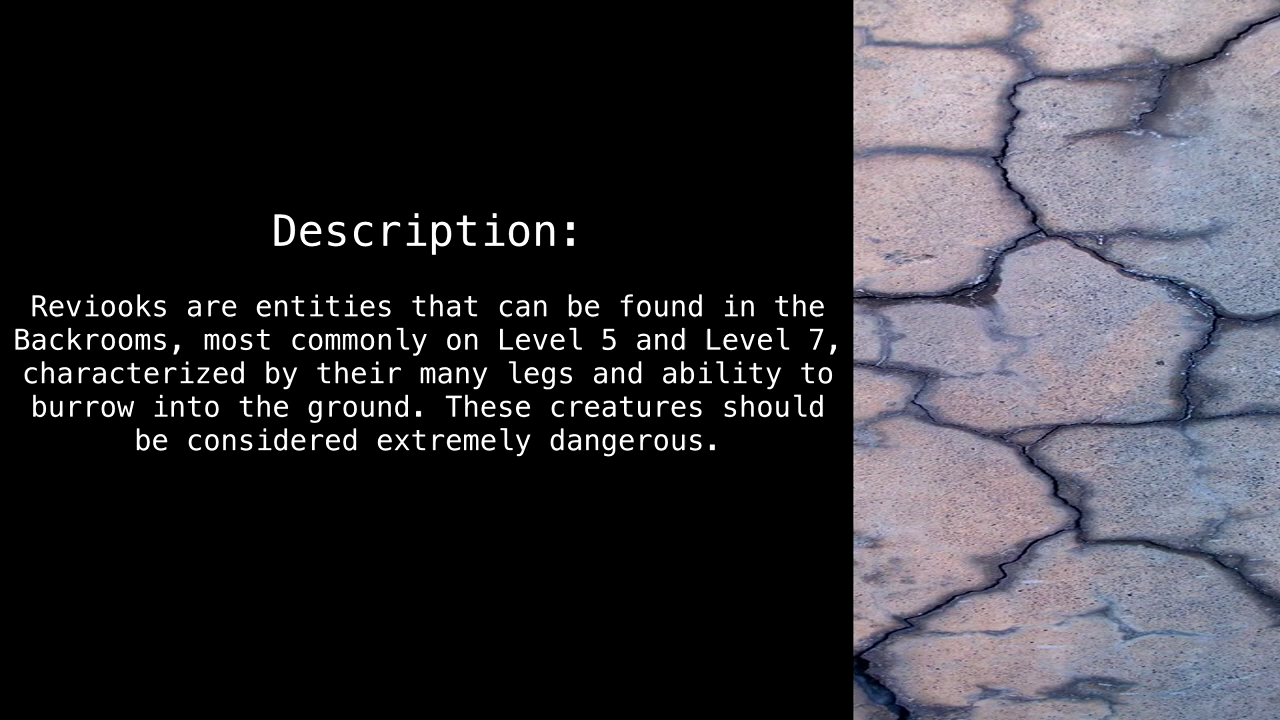 Description:
Reviooks are entities that can be found in the
Backrooms, most commonly on Level 5 and Level 7,
characterized by their many legs and ability to
burrow into the ground. These creatures should
be considered extremely dangerous.